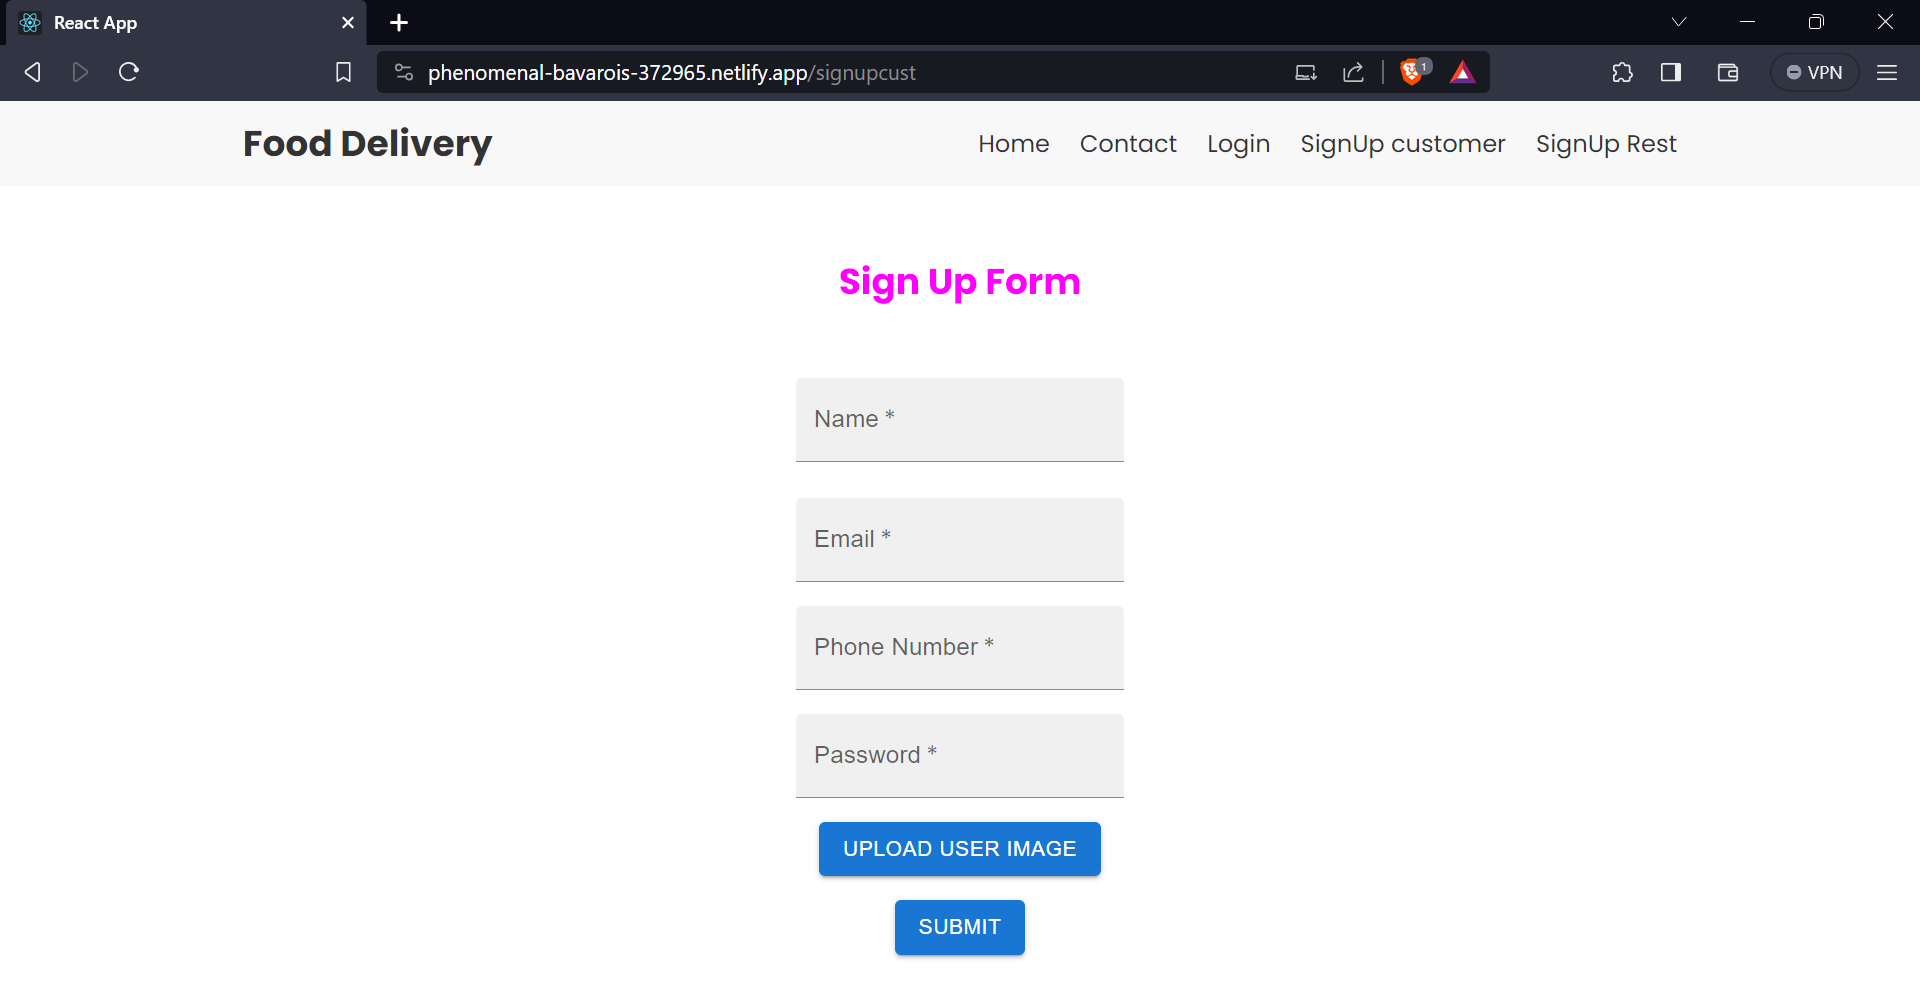 React App
phenomenal-bavarois-372965.netlify.app/signupcust
1
VPN
Food Delivery
Home Contact Login SignUp customer SignUp Rest
Sign Up Form
Name *
Email *
Phone Number *
Password *
UPLOAD USER IMAGE
SUBMIT